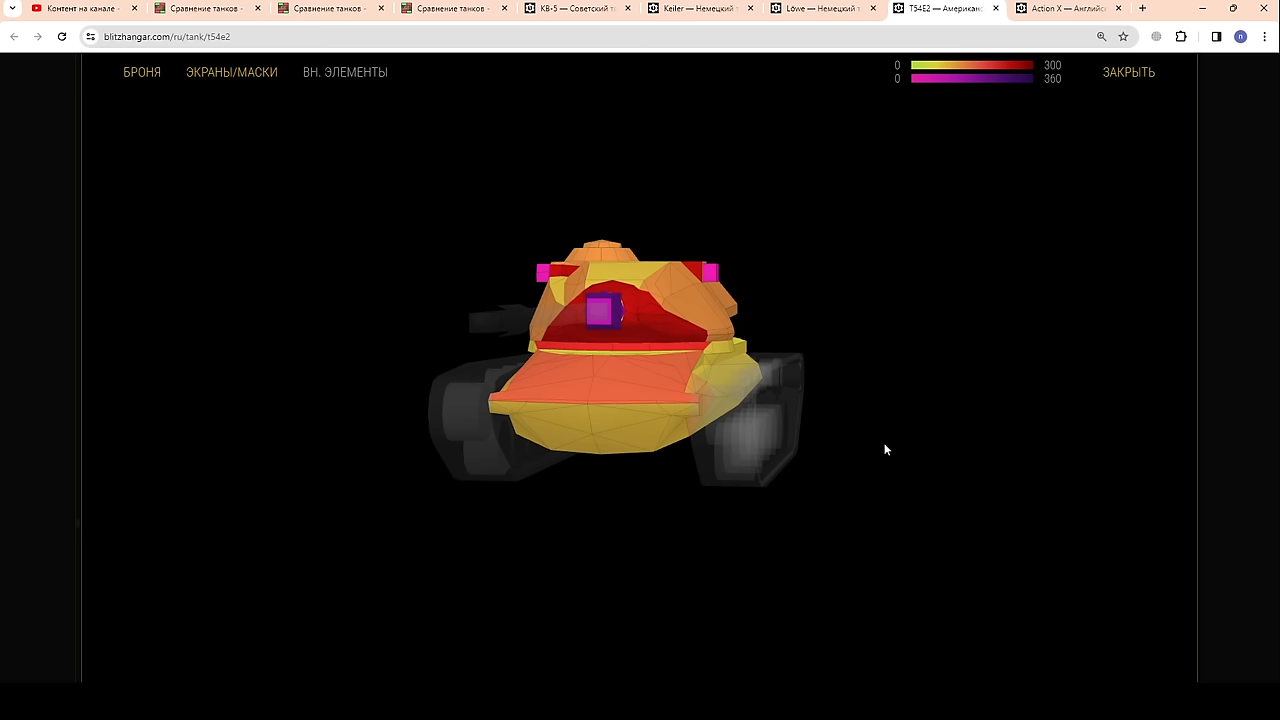 Контент на канале -
Сравнение танков -
Сравнение танков -
Сравнение танков -
КВ-5 — Советский т
Keiler — Немецкий т
Löwe — Немецкий т
T54E2 — Американс
Action X — Английс
blitzhangar.com/ru/tank/t54e2
n
БРОНЯ ЭКРАНЫ/МАСКИ ВН. ЭЛЕМЕНТЫ
0 300
0 360
ЗАКРЫТЬ